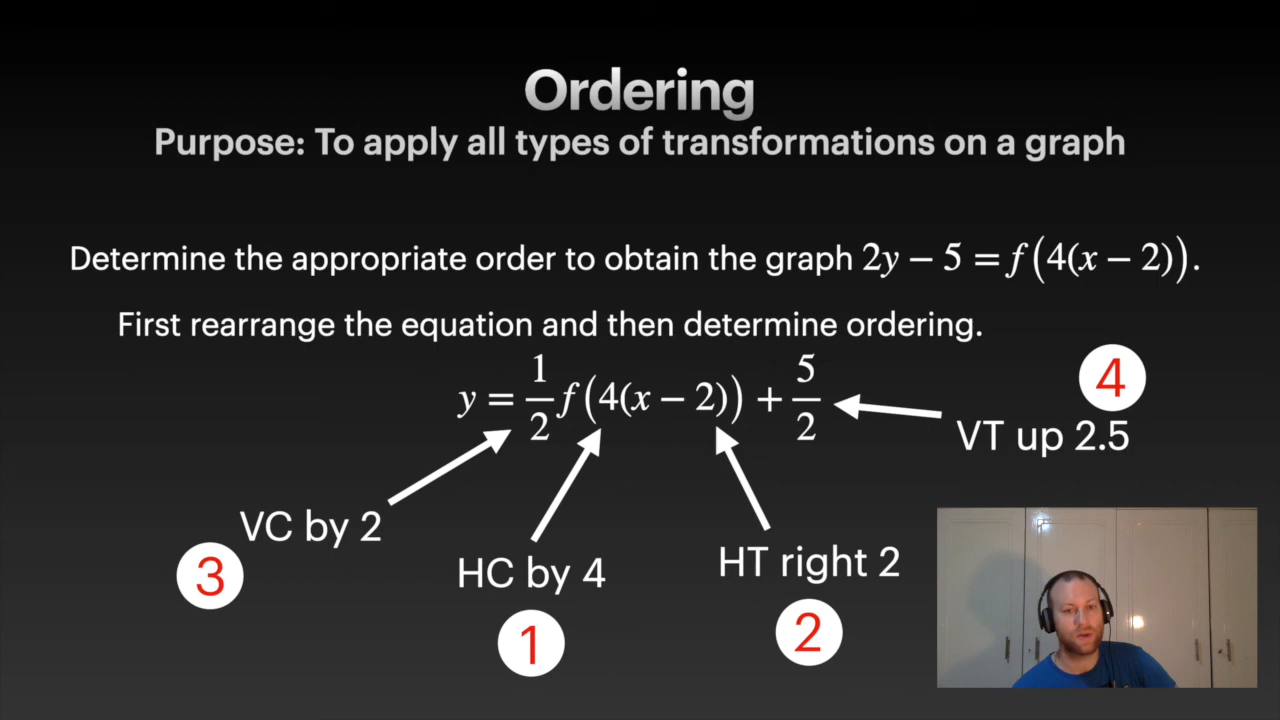 Ordering
Purpose: To apply all types of transformations on a graph
Determine the appropriate order to obtain the graph 2y − 5 = f(4(x − 2)).
First rearrange the equation and then determine ordering.
y = 1/2 f(4(x − 2)) + 5/2
4
VT up 2.5
VC by 2
3
HC by 4
1
HT right 2
2